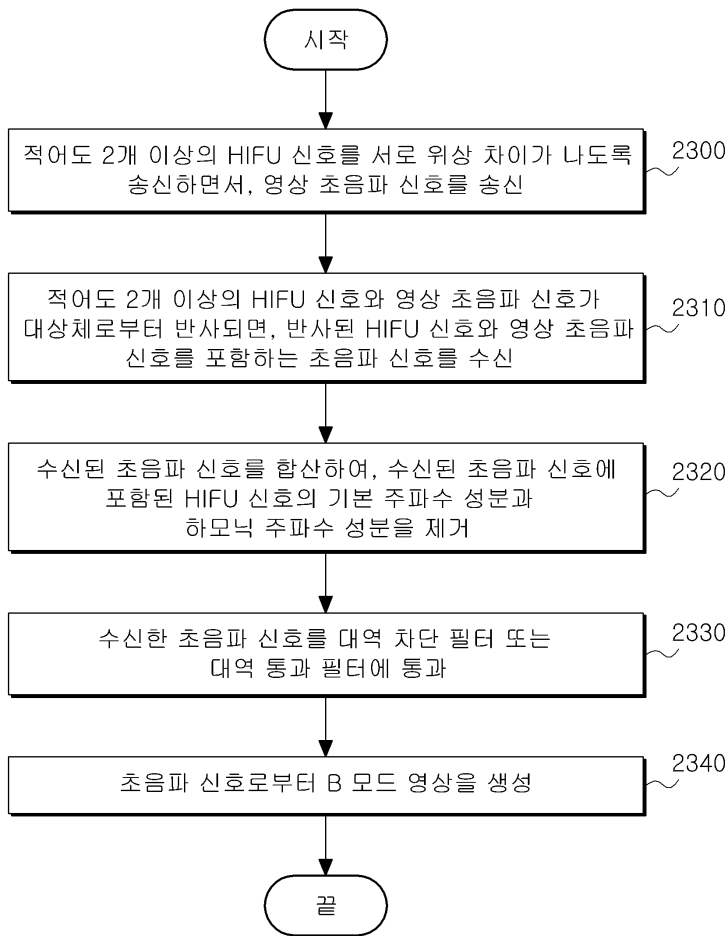 시작
적어도 2개 이상의 HIFU 신호를 서로 위상 차이가 나도록
송신하면서, 영상 초음파 신호를 송신
2300
적어도 2개 이상의 HIFU 신호와 영상 초음파 신호가
대상체로부터 반사되면, 반사된 HIFU 신호와 영상 초음파
신호를 포함하는 초음파 신호를 수신
2310
수신된 초음파 신호를 합산하여, 수신된 초음파 신호에
포함된 HIFU 신호의 기본 주파수 성분과
하모닉 주파수 성분을 제거
2320
수신한 초음파 신호를 대역 차단 필터 또는
대역 통과 필터에 통과
2330
초음파 신호로부터 B 모드 영상을 생성
2340
끝